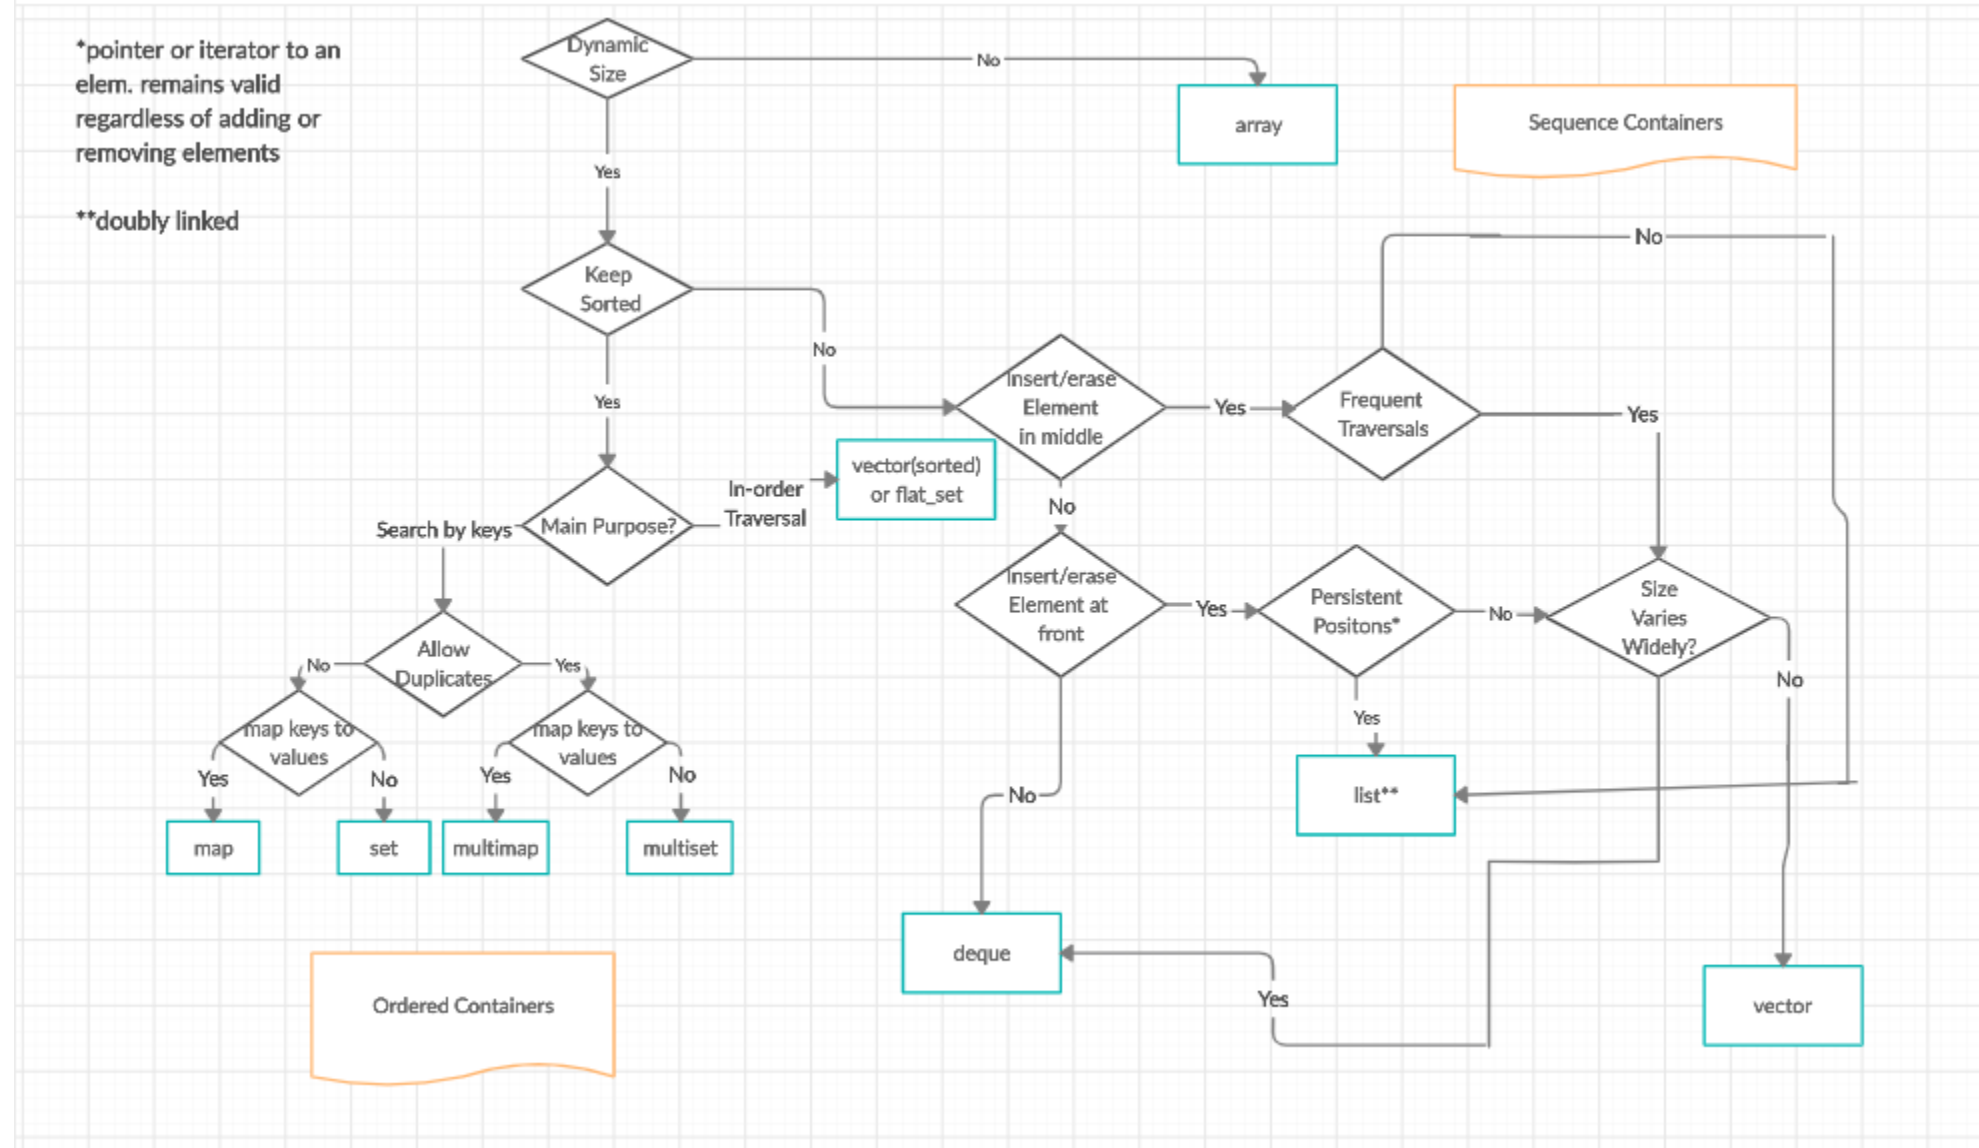 *pointer or iterator to an
elem. remains valid
regardless of adding or
removing elements
**doubly linked
Dynamic
Size
No
array
Sequence Containers
Yes
Keep
Sorted
No
No
Insert/erase
Element
in middle
Yes
Frequent
Traversals
Yes
Yes
vector(sorted)
or flat_set
In-order
Traversal
Main Purpose?
Search by keys
No
Insert/erase
Element at
front
Yes
Persistent
Positons*
No
Size
Varies
Widely?
Allow
Duplicates
No
Yes
No
Yes
map keys to
values
map keys to
values
Yes
No
Yes
No
No
list**
map
set
multimap
multiset
deque
Yes
vector
Ordered Containers